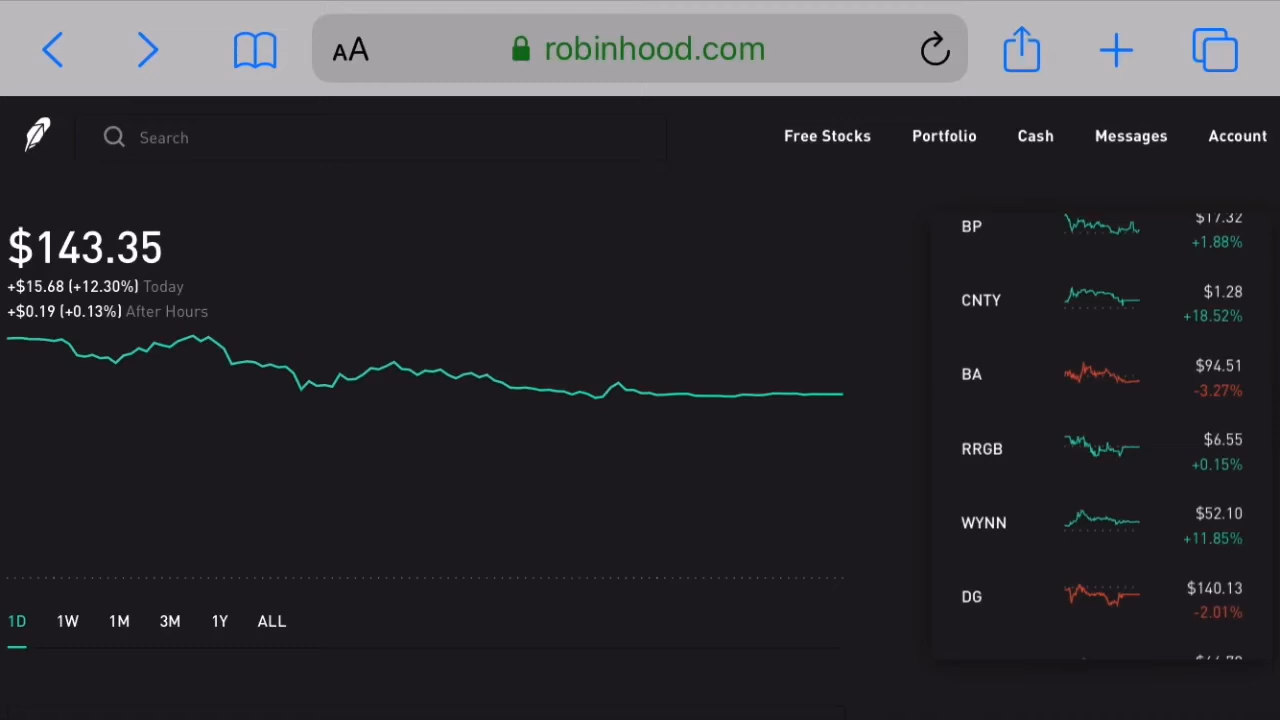 AA robinhood.com
Search
Free Stocks Portfolio Cash Messages Account
$143.35
+$15.68 (+12.30%) Today
+$0.19 (+0.13%) After Hours
1D 1W 1M 3M 1Y ALL
BP $17.32
+1.88%
CNTY $1.28
+18.52%
BA $94.51
-3.27%
RRGB $6.55
+0.15%
WYNN $52.10
+11.85%
DG $140.13
-2.01%